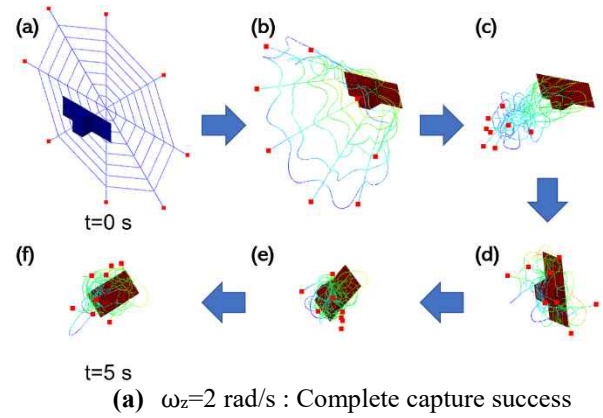 (a)
(b)
(c)
t=0 s
(f)
(e)
(d)
t=5 s
(a) ωz=2 rad/s : Complete capture success